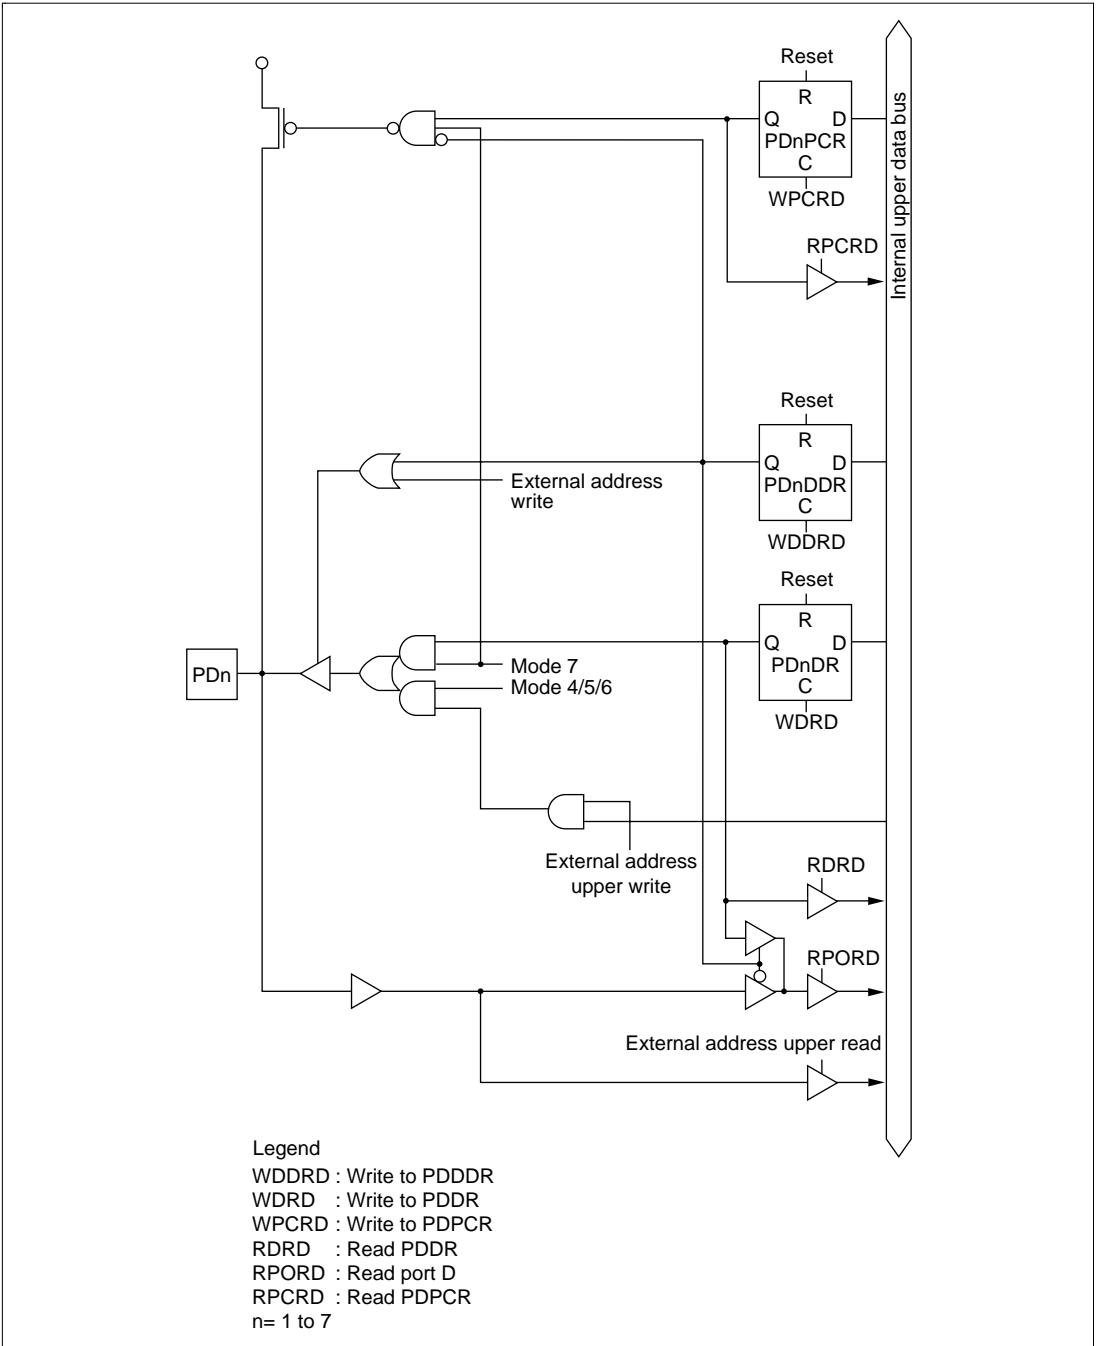 Reset
R
Q D
PDnPCR
C
WPCRD
RPCRD
Internal upper data bus
Reset
R
Q D
PDnDDR
C
WDDRD
External address
write
Reset
R
Q D
PDnDR
C
WDRD
PDn
Mode 7
Mode 4/5/6
External address
upper write
RDRD
RPORD
External address upper read
Legend
WDDRD : Write to PDDDR
WDRD : Write to PDDR
WPCRD : Write to PDPCR
RDRD : Read PDDR
RPORD : Read port D
RPCRD : Read PDPCR
n= 1 to 7